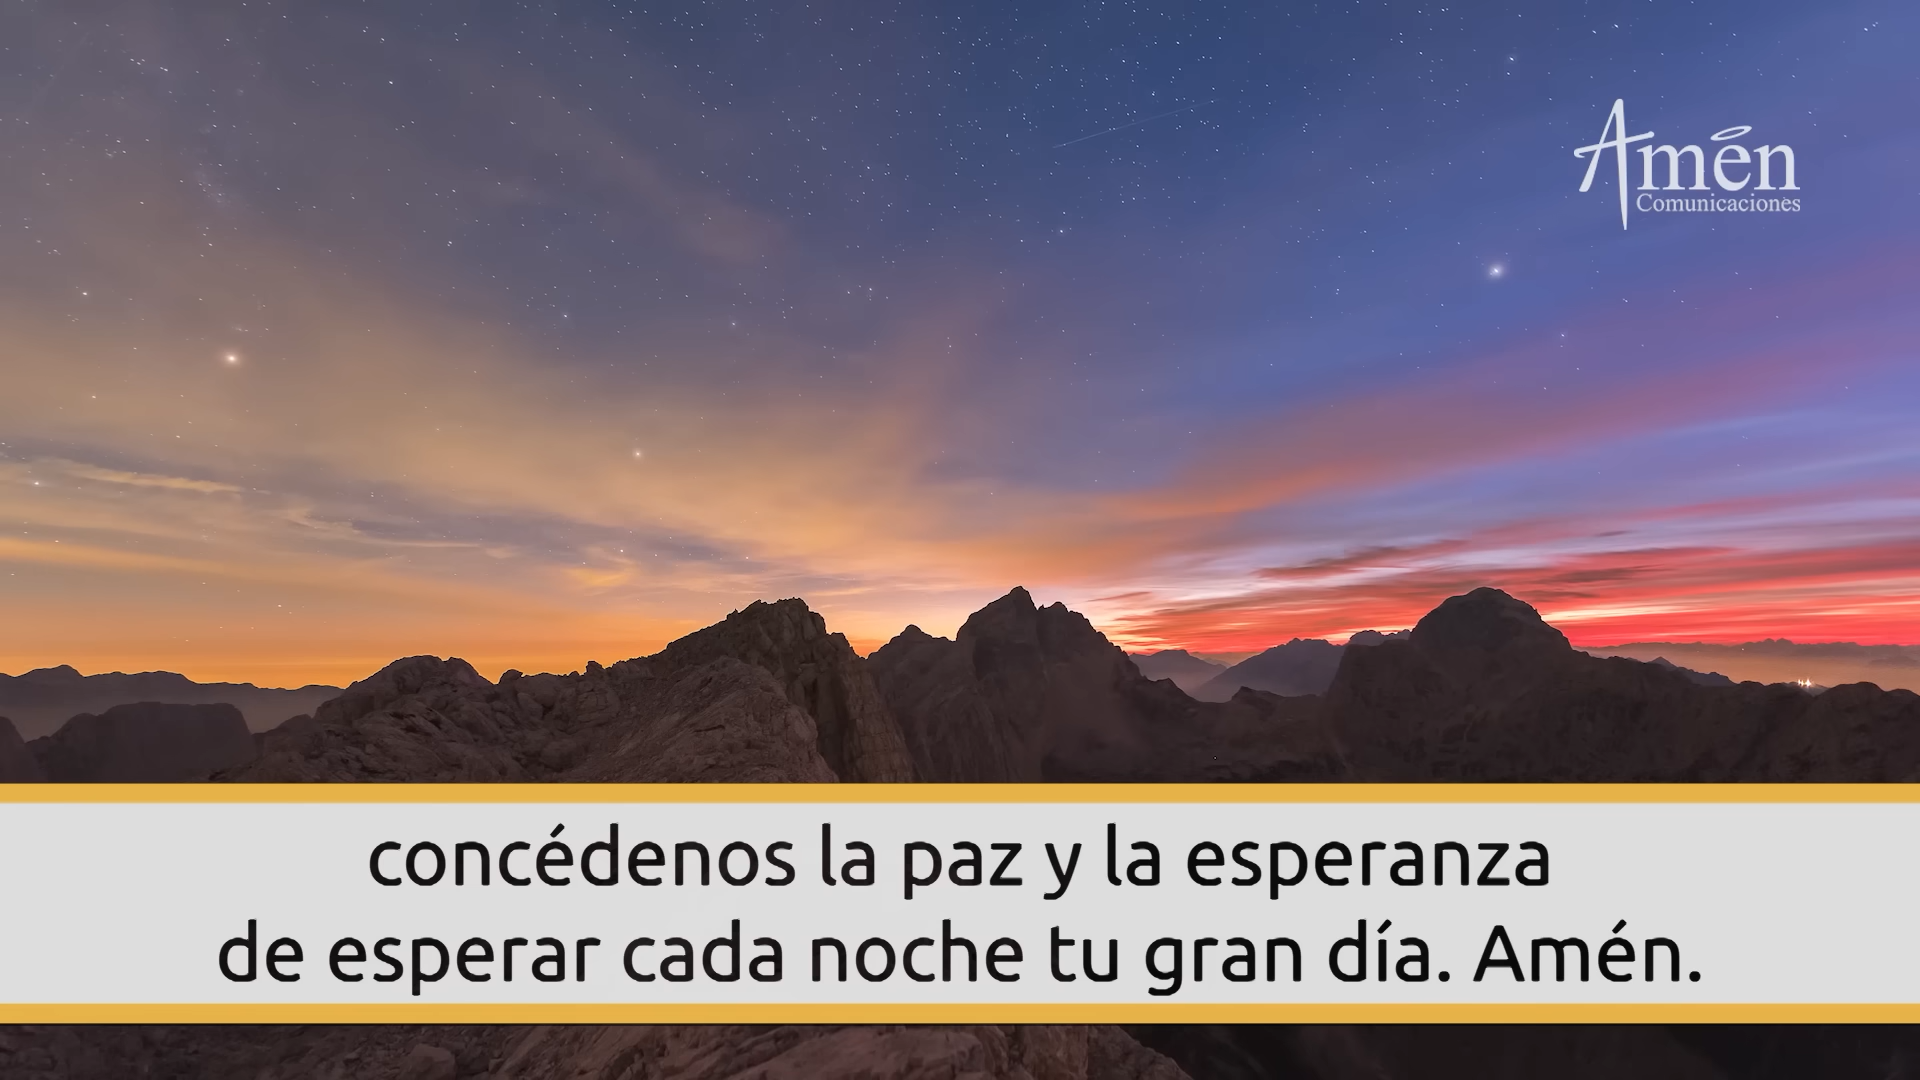 Amén
Comunicaciones
concédenos la paz y la esperanza
de esperar cada noche tu gran día. Amén.